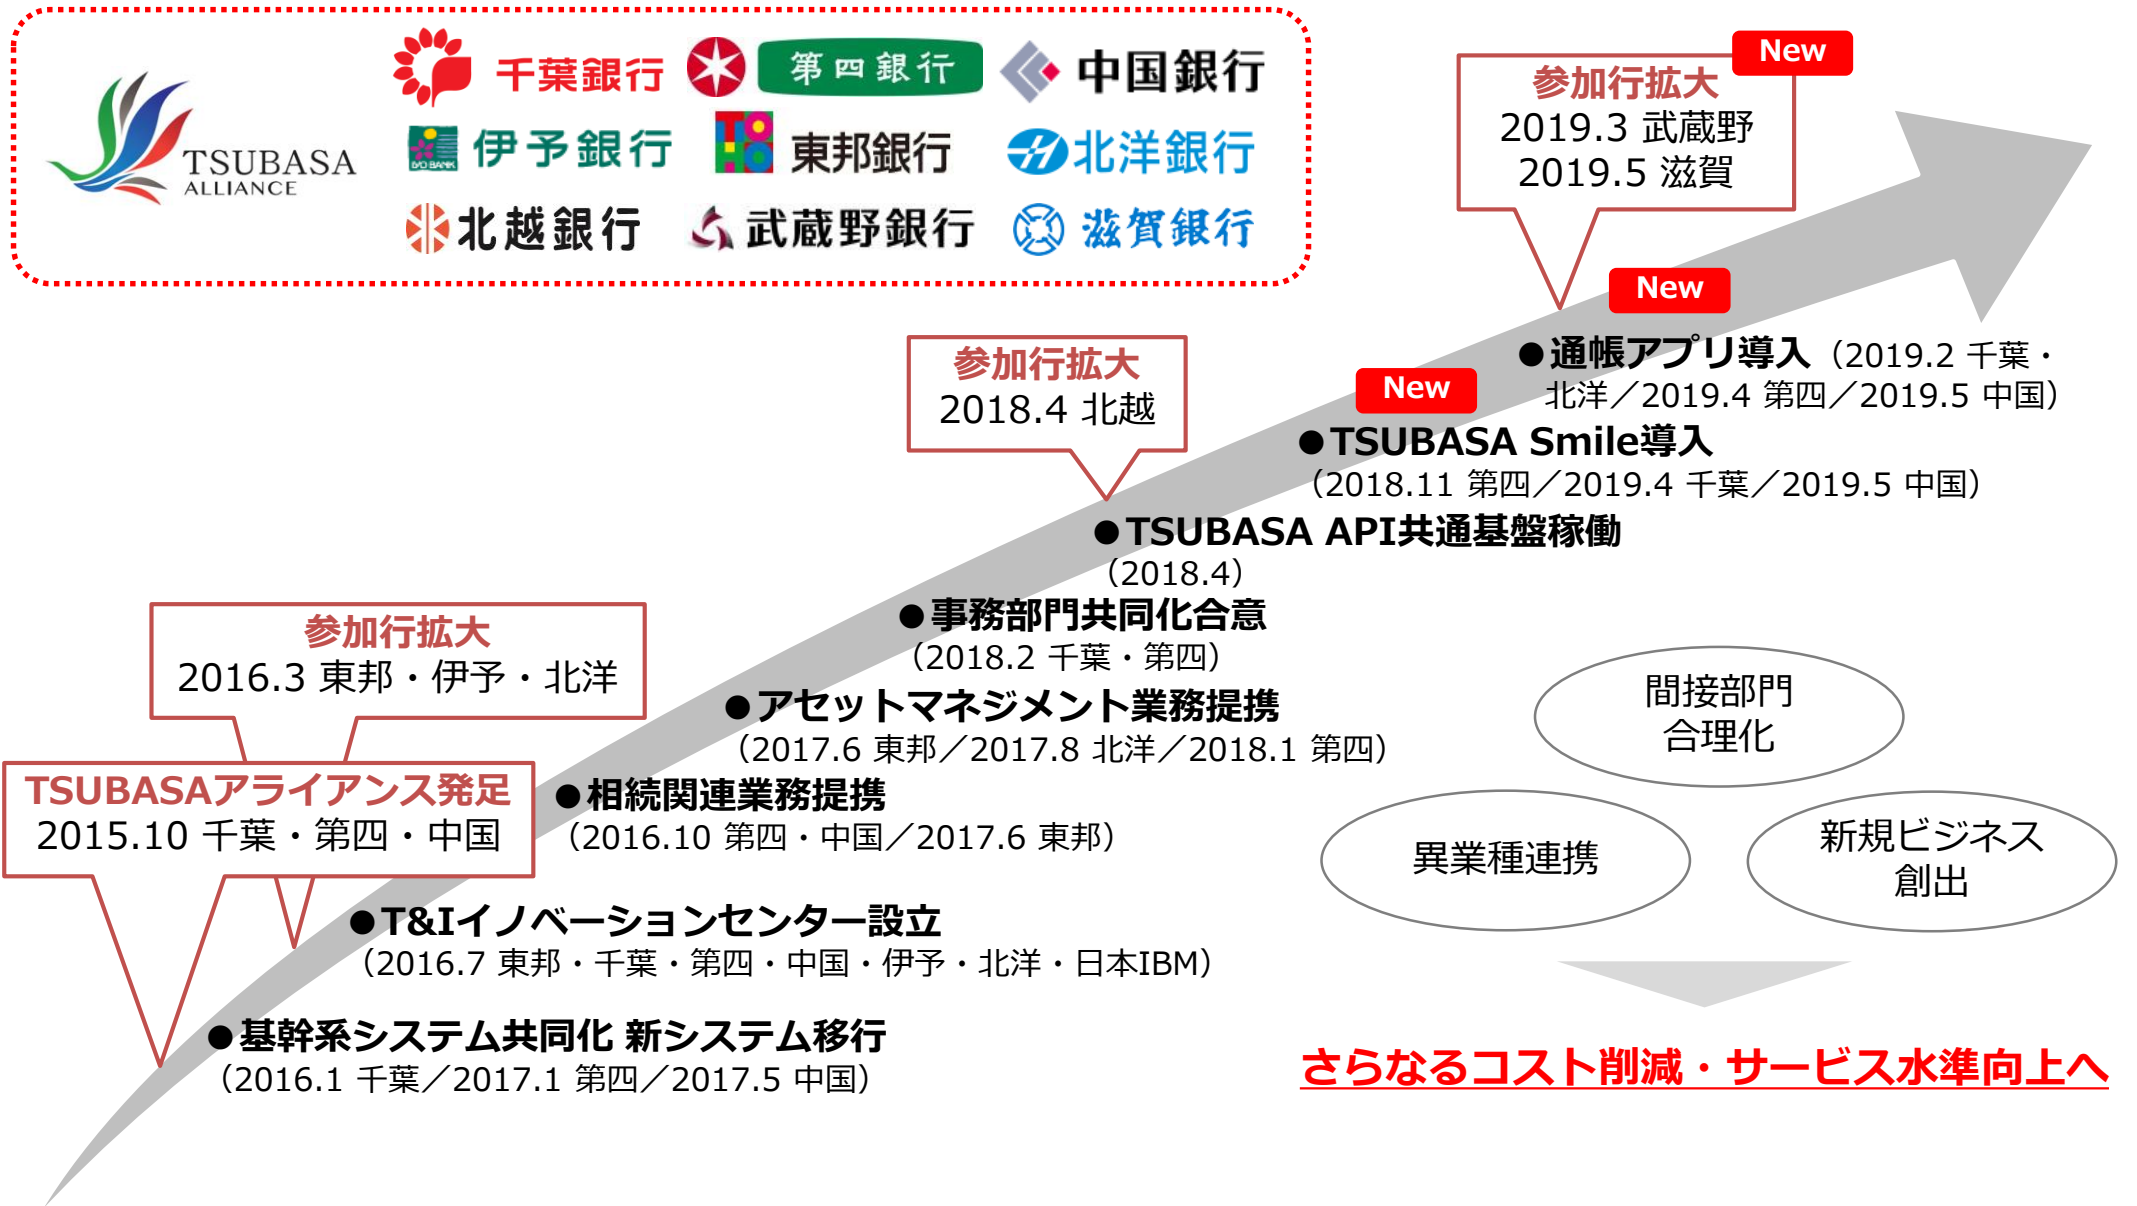 TSUBASA
ALLIANCE
千葉銀行
第四銀行
中国銀行
IYO BANK
伊予銀行
TOHO
東邦銀行
北洋銀行
北越銀行
武蔵野銀行
滋賀銀行
New
参加行拡大
2019.3 武蔵野
2019.5 滋賀
New
●通帳アプリ導入（2019.2 千葉・
北洋／2019.4 第四／2019.5 中国）
参加行拡大
2018.4 北越
New
●TSUBASA Smile導入
（2018.11 第四／2019.4 千葉／2019.5 中国）
●TSUBASA API共通基盤稼働
（2018.4）
●事務部門共同化合意
（2018.2 千葉・第四）
参加行拡大
2016.3 東邦・伊予・北洋
●アセットマネジメント業務提携
（2017.6 東邦／2017.8 北洋／2018.1 第四）
TSUBASAアライアンス発足
2015.10 千葉・第四・中国
●相続関連業務提携
（2016.10 第四・中国／2017.6 東邦）
●T&Iイノベーションセンター設立
（2016.7 東邦・千葉・第四・中国・伊予・北洋・日本IBM）
●基幹系システム共同化 新システム移行
（2016.1 千葉／2017.1 第四／2017.5 中国）
間接部門
合理化
異業種連携
新規ビジネス
創出
さらなるコスト削減・サービス水準向上へ